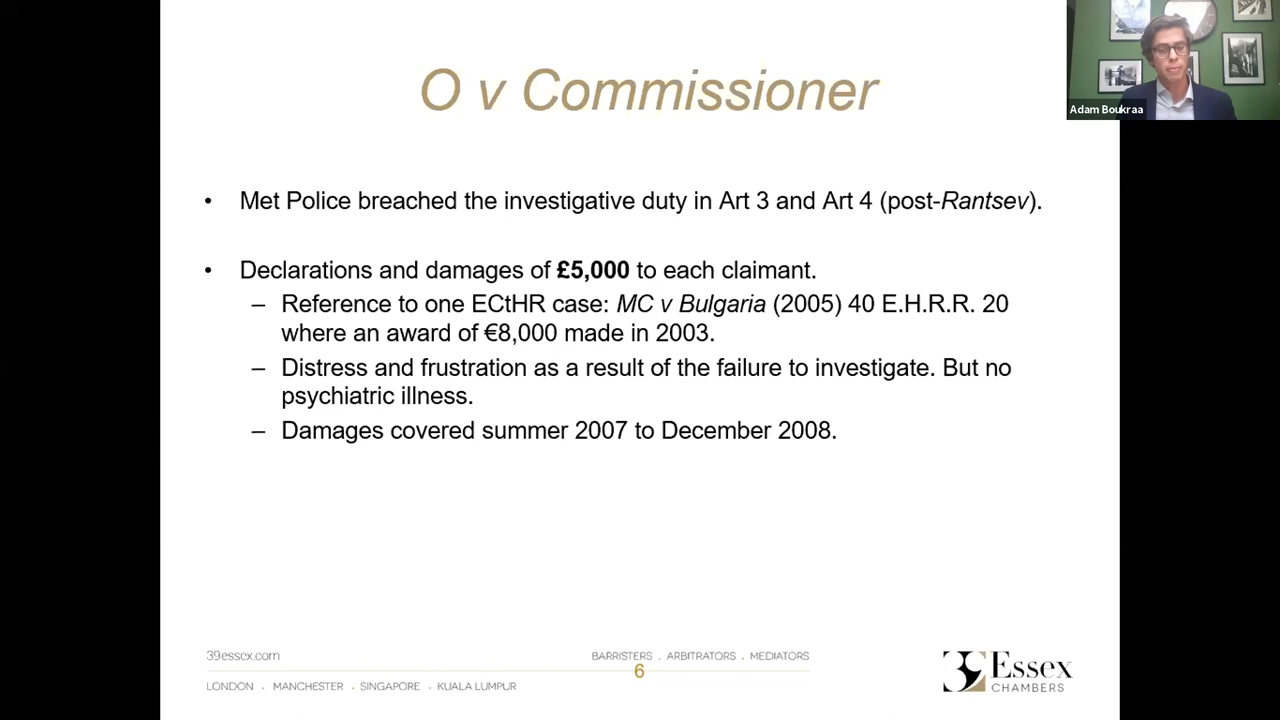 O v Commissioner
Adam Boukraa
• Met Police breached the investigative duty in Art 3 and Art 4 (post-Rantsev).
• Declarations and damages of £5,000 to each claimant.
– Reference to one ECtHR case: MC v Bulgaria (2005) 40 E.H.R.R. 20
where an award of €8,000 made in 2003.
– Distress and frustration as a result of the failure to investigate. But no
psychiatric illness.
– Damages covered summer 2007 to December 2008.
39essex.com
BARRISTERS . ARBITRATORS . MEDIATORS
6
LONDON . MANCHESTER . SINGAPORE . KUALA LUMPUR
39 Essex
CHAMBERS